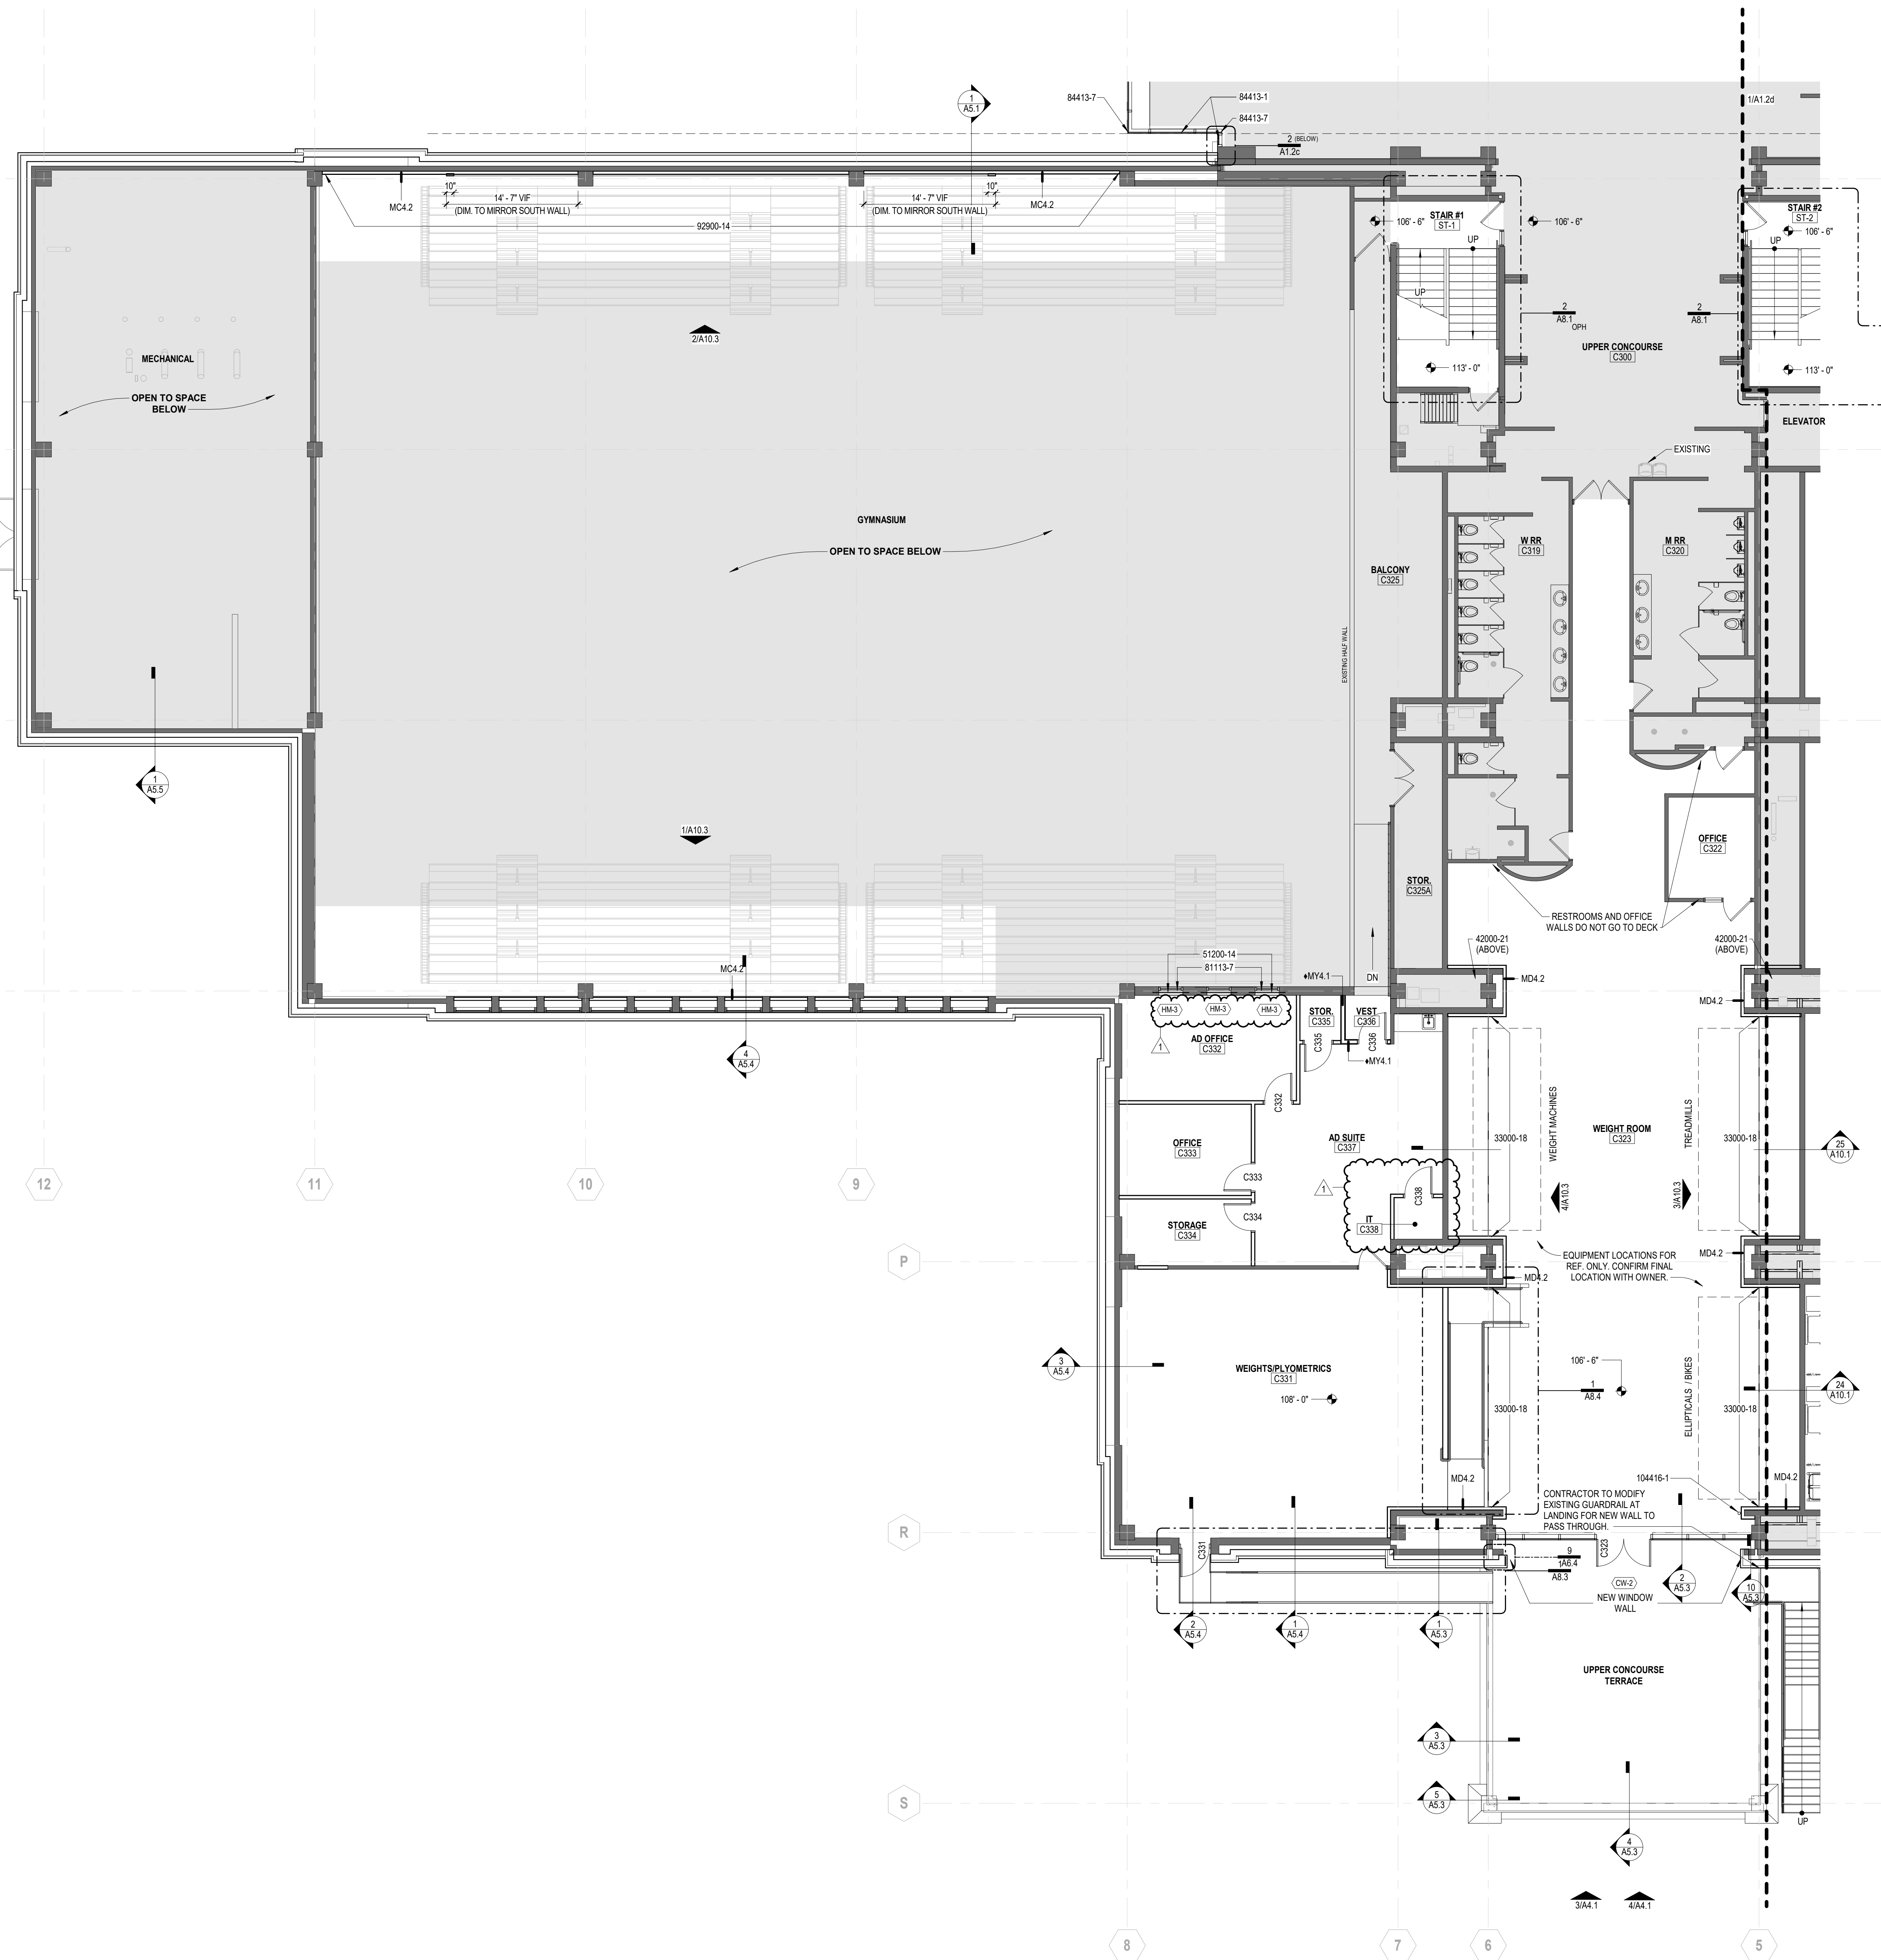 1
A5.1
84413-7
84413-1
84413-7
2 (BELOW)
A1.2c
1/A1.2d
10"
14' - 7" VIF
(DIM. TO MIRROR SOUTH WALL)
MC4.2
10"
14' - 7" VIF
(DIM. TO MIRROR SOUTH WALL)
MC4.2
92900-14
106' - 6"
STAIR #1
ST-1
UP
UP
106' - 6"
113' - 0"
STAIR #2
ST-2
106' - 6"
UP
113' - 0"
2
A8.1
OPH
2
A8.1
UPPER CONCOURSE
C300
2/A10.3
MECHANICAL
OPEN TO SPACE
BELOW
ELEVATOR
EXISTING
GYMNASIUM
OPEN TO SPACE BELOW
W RR
C319
M RR
C320
BALCONY
C325
EXISTING HALF WALL
1
A5.5
1/A10.3
OFFICE
C322
STOR.
C325A
RESTROOMS AND OFFICE
WALLS DO NOT GO TO DECK
42000-21
(ABOVE)
42000-21
(ABOVE)
51200-14
81113-7
MC4.2
♦MY4.1
DN
MD4.2
MD4.2
HM-3
HM-3
HM-3
STOR.
C335
VEST
C336
C335
C336
1
AD OFFICE
C332
♦MY4.1
4
A5.4
C332
WEIGHT MACHINES
TREADMILLS
OFFICE
C333
AD SUITE
C337
33000-18
WEIGHT ROOM
C323
33000-18
25
A10.1
C333
C338
1
4/A10.3
3/A10.3
12
11
10
9
STORAGE
C334
C334
IT
C338
P
EQUIPMENT LOCATIONS FOR
REF. ONLY. CONFIRM FINAL
LOCATION WITH OWNER.
MD4.2
MD4.2
3
A5.4
WEIGHTS/PLYOMETRICS
C331
108' - 0"
106' - 6"
1
A8.4
ELLIPTICALS / BIKES
33000-18
33000-18
24
A10.1
MD4.2
104416-1
MD4.2
CONTRACTOR TO MODIFY
EXISTING GUARDRAIL AT
LANDING FOR NEW WALL TO
PASS THROUGH.
R
C331
C323
9
A6.4
1
A8.3
CW-2
NEW WINDOW
WALL
2
A5.3
10
A5.3
2
A5.4
1
A5.4
1
A5.3
UPPER CONCOURSE
TERRACE
3
A5.3
5
A5.3
S
UP
4
A5.3
3/A4.1
4/A4.1
8
7
6
5